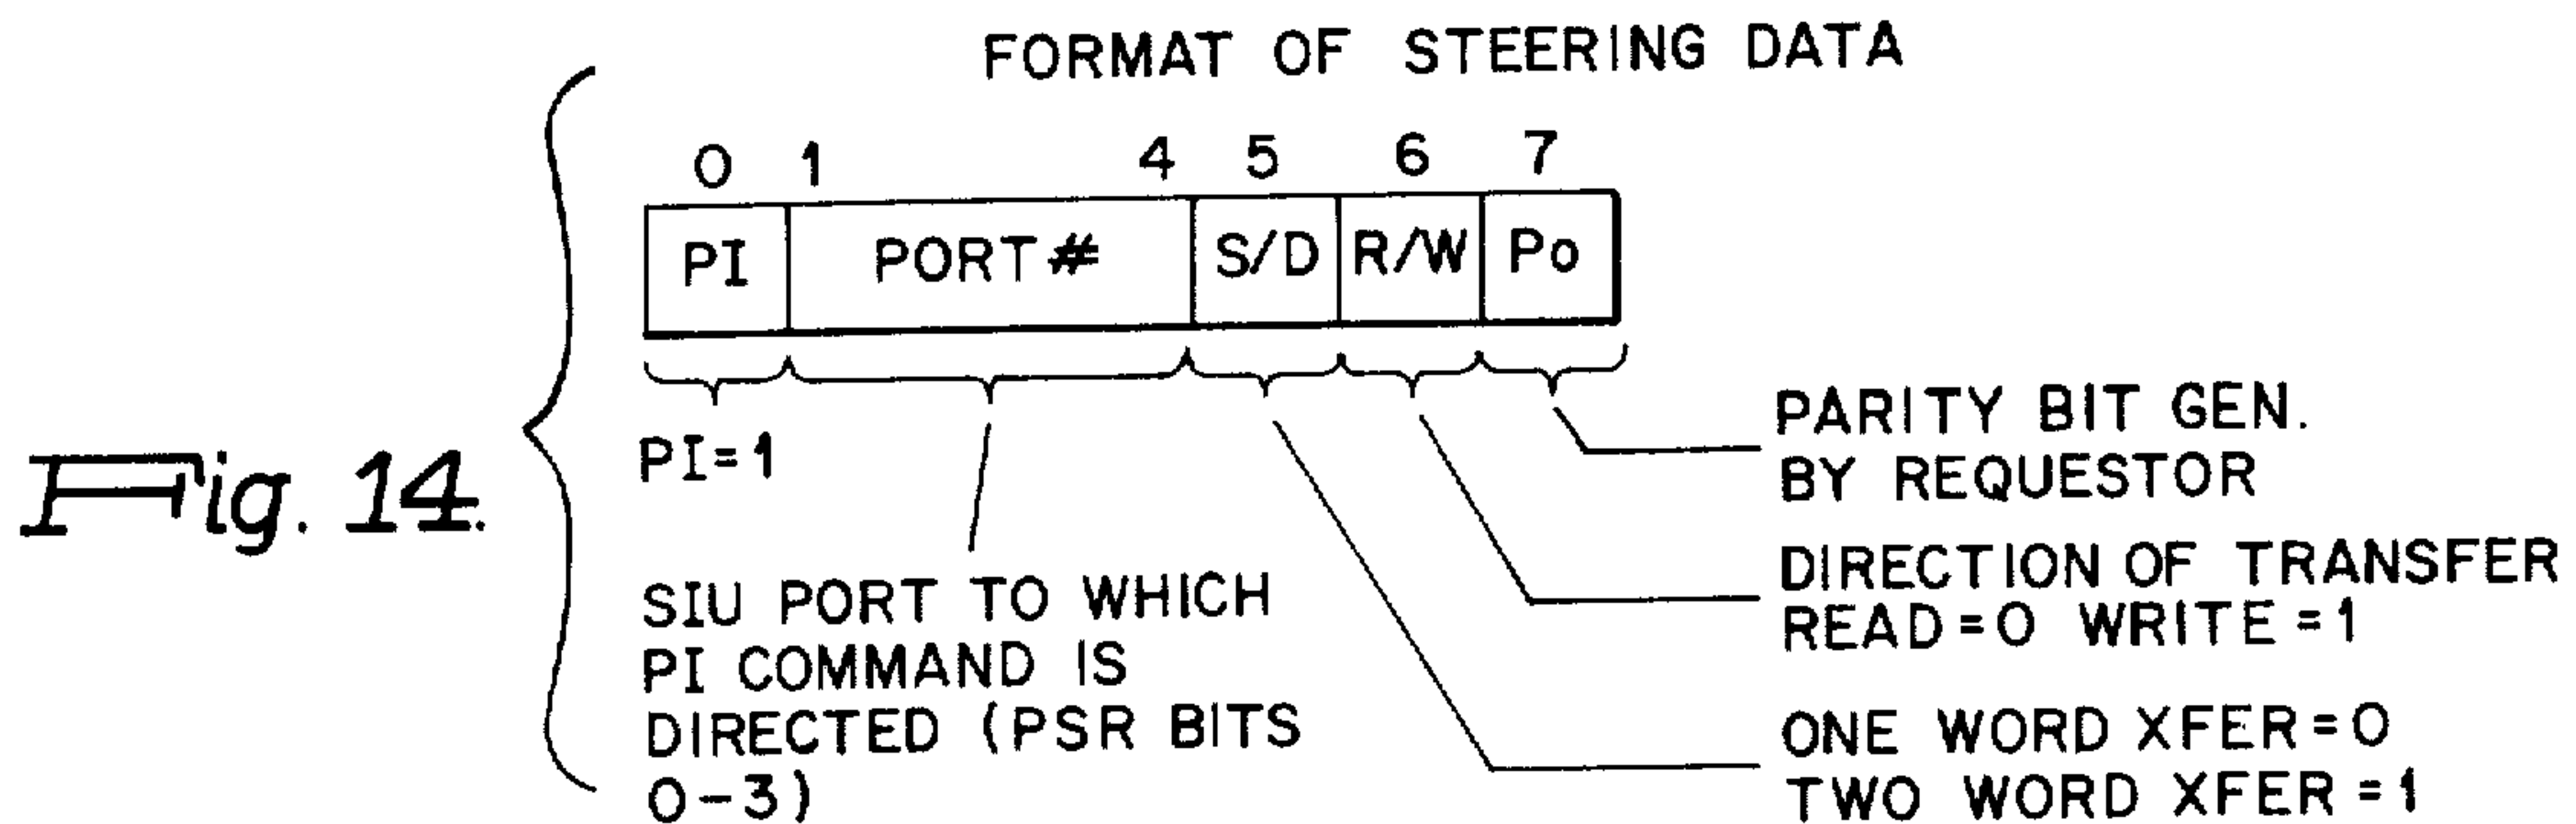 FORMAT OF STEERING DATA
0 1 4 5 6 7
PI PORT # S/D R/W Po
PI=1
SIU PORT TO WHICH
PI COMMAND IS
DIRECTED (PSR BITS
0-3)
PARITY BIT GEN.
BY REQUESTOR
DIRECTION OF TRANSFER
READ=0 WRITE=1
ONE WORD XFER=0
TWO WORD XFER=1
Fig. 14.